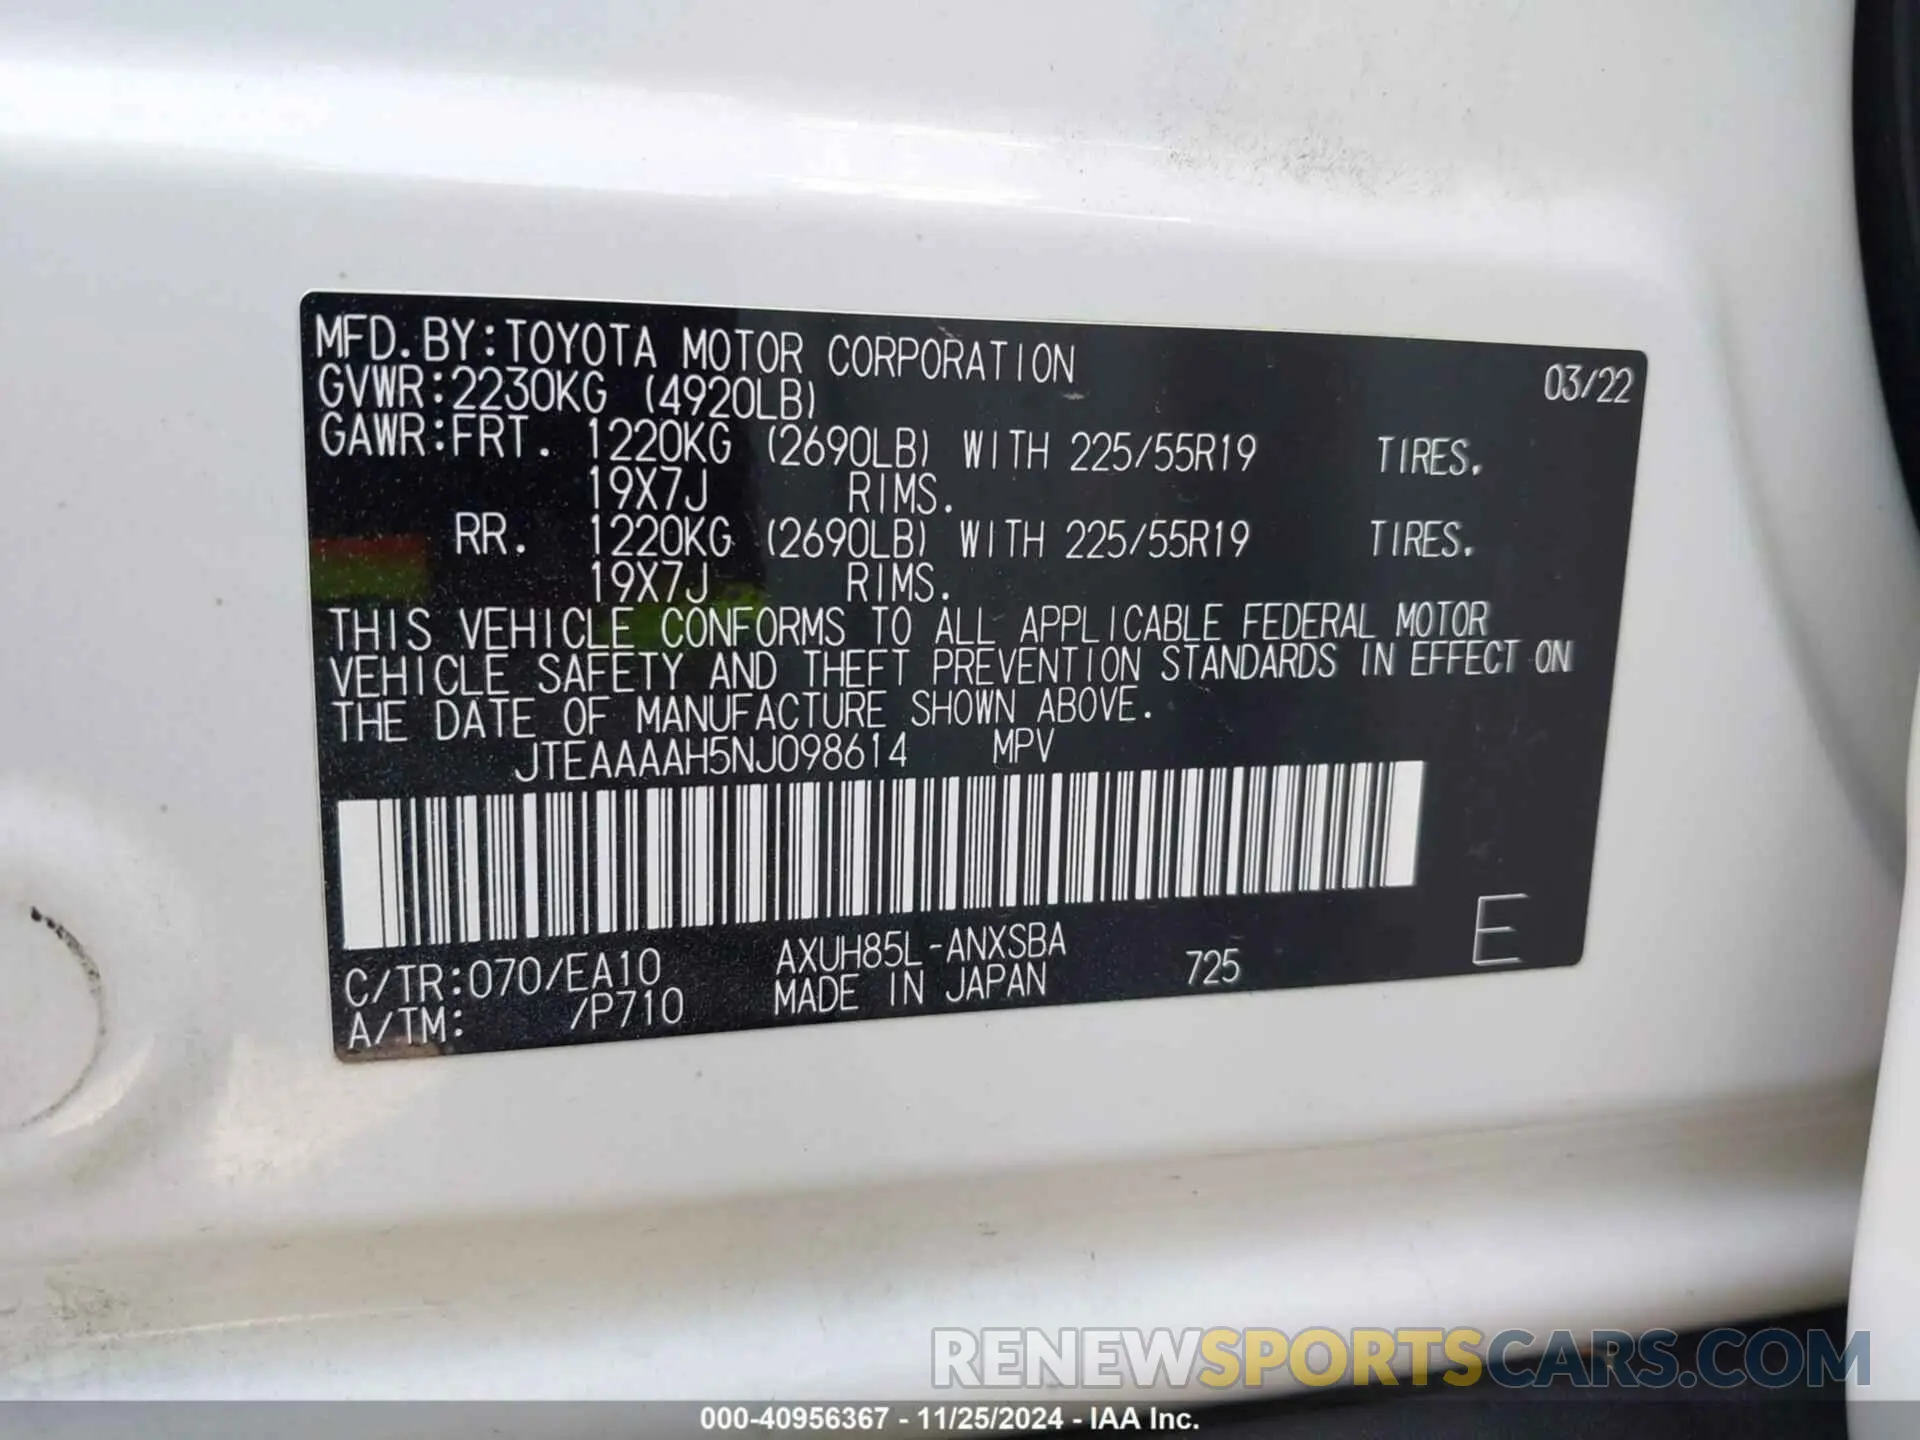 MFD. BY: TOYOTA MOTOR CORPORATION 03/22
GVWR: 2230KG (4920LB)
GAWR: FRT. 1220KG (2690LB) WITH 225/55R19 TIRES.
19X7J RIMS.
RR. 1220KG (2690LB) WITH 225/55R19 TIRES.
19X7J RIMS.
THIS VEHICLE CONFORMS TO ALL APPLICABLE FEDERAL MOTOR
VEHICLE SAFETY AND THEFT PREVENTION STANDARDS IN EFFECT ON
THE DATE OF MANUFACTURE SHOWN ABOVE.
JTEAAAAH5NJ098614 MPV
C/TR: 070/EA10 AXUH85L-ANXSBA 725 E
A/TM: /P710 MADE IN JAPAN
RENEWSPORTSCARS.COM
000-40956367 - 11/25/2024 - IAA Inc.